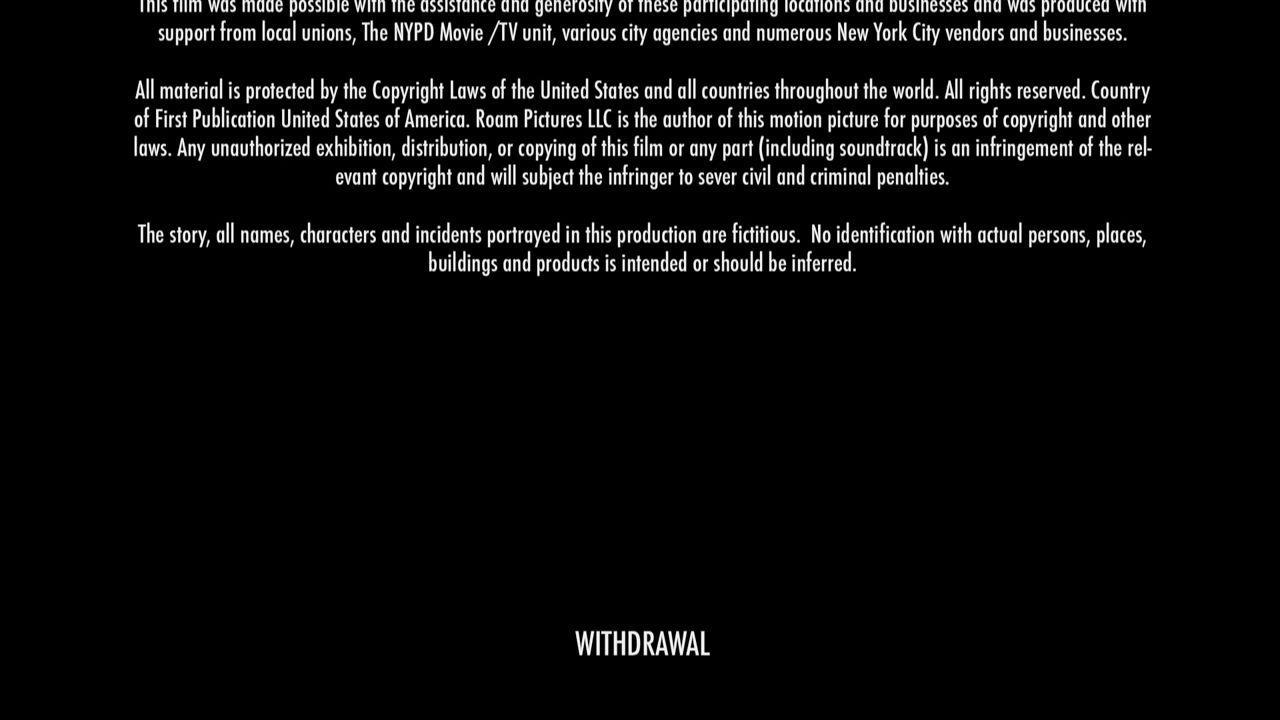 This film was made possible with the assistance and generosity of these participating locations and businesses and was produced with
support from local unions, The NYPD Movie /TV unit, various city agencies and numerous New York City vendors and businesses.
All material is protected by the Copyright Laws of the United States and all countries throughout the world. All rights reserved. Country
of First Publication United States of America. Roam Pictures LLC is the author of this motion picture for purposes of copyright and other
laws. Any unauthorized exhibition, distribution, or copying of this film or any part (including soundtrack) is an infringement of the rel-
evant copyright and will subject the infringer to sever civil and criminal penalties.
The story, all names, characters and incidents portrayed in this production are fictitious.  No identification with actual persons, places,
buildings and products is intended or should be inferred.
WITHDRAWAL